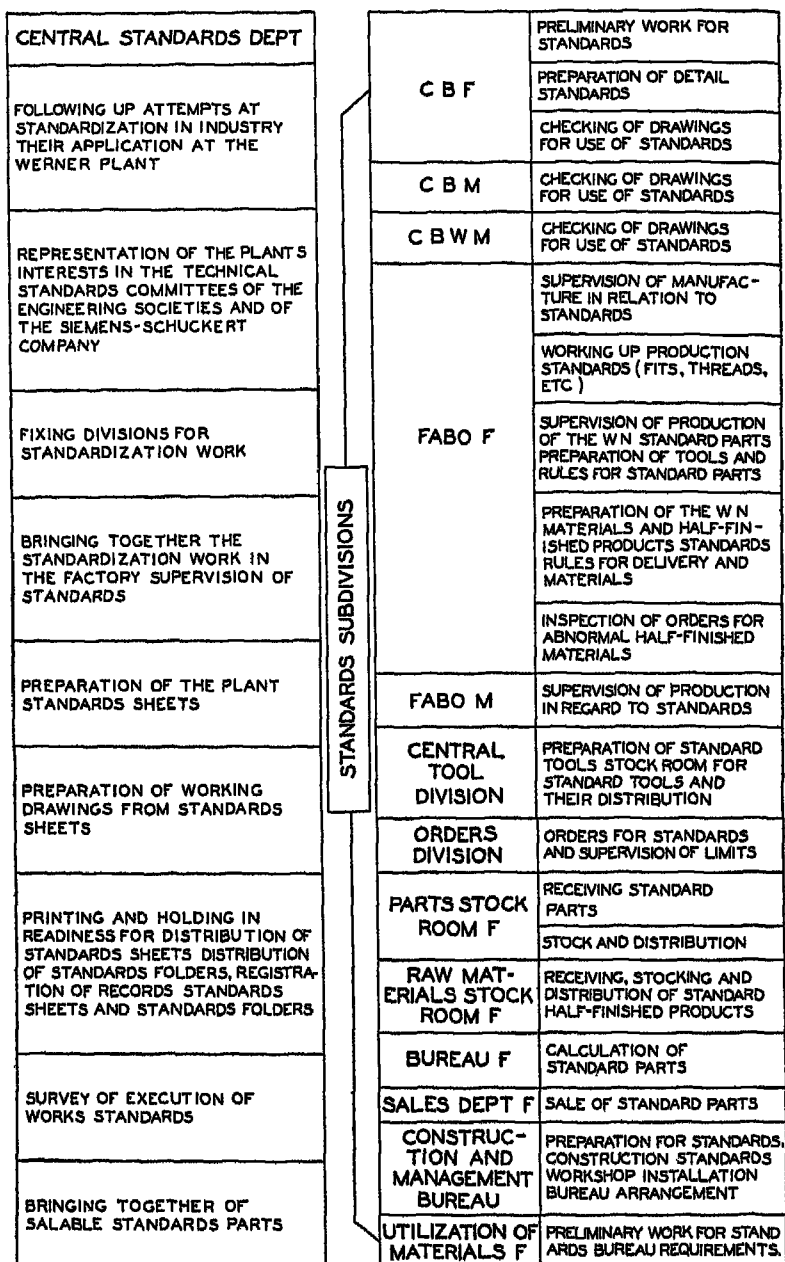 CENTRAL STANDARDS DEPT
FOLLOWING UP ATTEMPTS AT
STANDARDIZATION IN INDUSTRY
THEIR APPLICATION AT THE
WERNER PLANT
REPRESENTATION OF THE PLANTS
INTERESTS IN THE TECHNICAL
STANDARDS COMMITTEES OF THE
ENGINEERING SOCIETIES AND OF
THE SIEMENS-SCHUCKERT
COMPANY
FIXING DIVISIONS FOR
STANDARDIZATION WORK
BRINGING TOGETHER THE
STANDARDIZATION WORK IN
THE FACTORY SUPERVISION OF
STANDARDS
PREPARATION OF THE PLANT
STANDARDS SHEETS
PREPARATION OF WORKING
DRAWINGS FROM STANDARDS
SHEETS
PRINTING AND HOLDING IN
READINESS FOR DISTRIBUTION OF
STANDARDS SHEETS DISTRIBUTION
OF STANDARDS FOLDERS, REGISTRA-
TION OF RECORDS STANDARDS
SHEETS AND STANDARDS FOLDERS
SURVEY OF EXECUTION OF
WORKS STANDARDS
BRINGING TOGETHER OF
SALABLE STANDARDS PARTS
STANDARDS SUBDIVISIONS
C B F
PRELIMINARY WORK FOR
STANDARDS
PREPARATION OF DETAIL
STANDARDS
CHECKING OF DRAWINGS
FOR USE OF STANDARDS
C B M
CHECKING OF DRAWINGS
FOR USE OF STANDARDS
C B W M
CHECKING OF DRAWINGS
FOR USE OF STANDARDS
FABO F
SUPERVISION OF MANUFAC-
TURE IN RELATION TO
STANDARDS
WORKING UP PRODUCTION
STANDARDS (FITS, THREADS,
ETC)
SUPERVISION OF PRODUCTION
OF THE W N STANDARD PARTS
PREPARATION OF TOOLS AND
RULES FOR STANDARD PARTS
PREPARATION OF THE W N
MATERIALS AND HALF-FIN-
ISHED PRODUCTS STANDARDS
RULES FOR DELIVERY AND
MATERIALS
INSPECTION OF ORDERS FOR
ABNORMAL HALF-FINISHED
MATERIALS
FABO M
SUPERVISION OF PRODUCTION
IN REGARD TO STANDARDS
CENTRAL
TOOL
DIVISION
PREPARATION OF STANDARD
TOOLS STOCK ROOM FOR
STANDARD TOOLS AND
THEIR DISTRIBUTION
ORDERS
DIVISION
ORDERS FOR STANDARDS
AND SUPERVISION OF LIMITS
PARTS STOCK
ROOM F
RECEIVING STANDARD
PARTS
STOCK AND DISTRIBUTION
RAW MAT-
ERIALS STOCK
ROOM F
RECEIVING, STOCKING AND
DISTRIBUTION OF STANDARD
HALF-FINISHED PRODUCTS
BUREAU F
CALCULATION OF
STANDARD PARTS
SALES DEPT F
SALE OF STANDARD PARTS
CONSTRUC-
TION AND
MANAGEMENT
BUREAU
PREPARATION FOR STANDARDS,
CONSTRUCTION STANDARDS
WORKSHOP INSTALLATION
BUREAU ARRANGEMENT
UTILIZATION OF
MATERIALS F
PRELIMINARY WORK FOR STAND
ARDS BUREAU REQUIREMENTS.